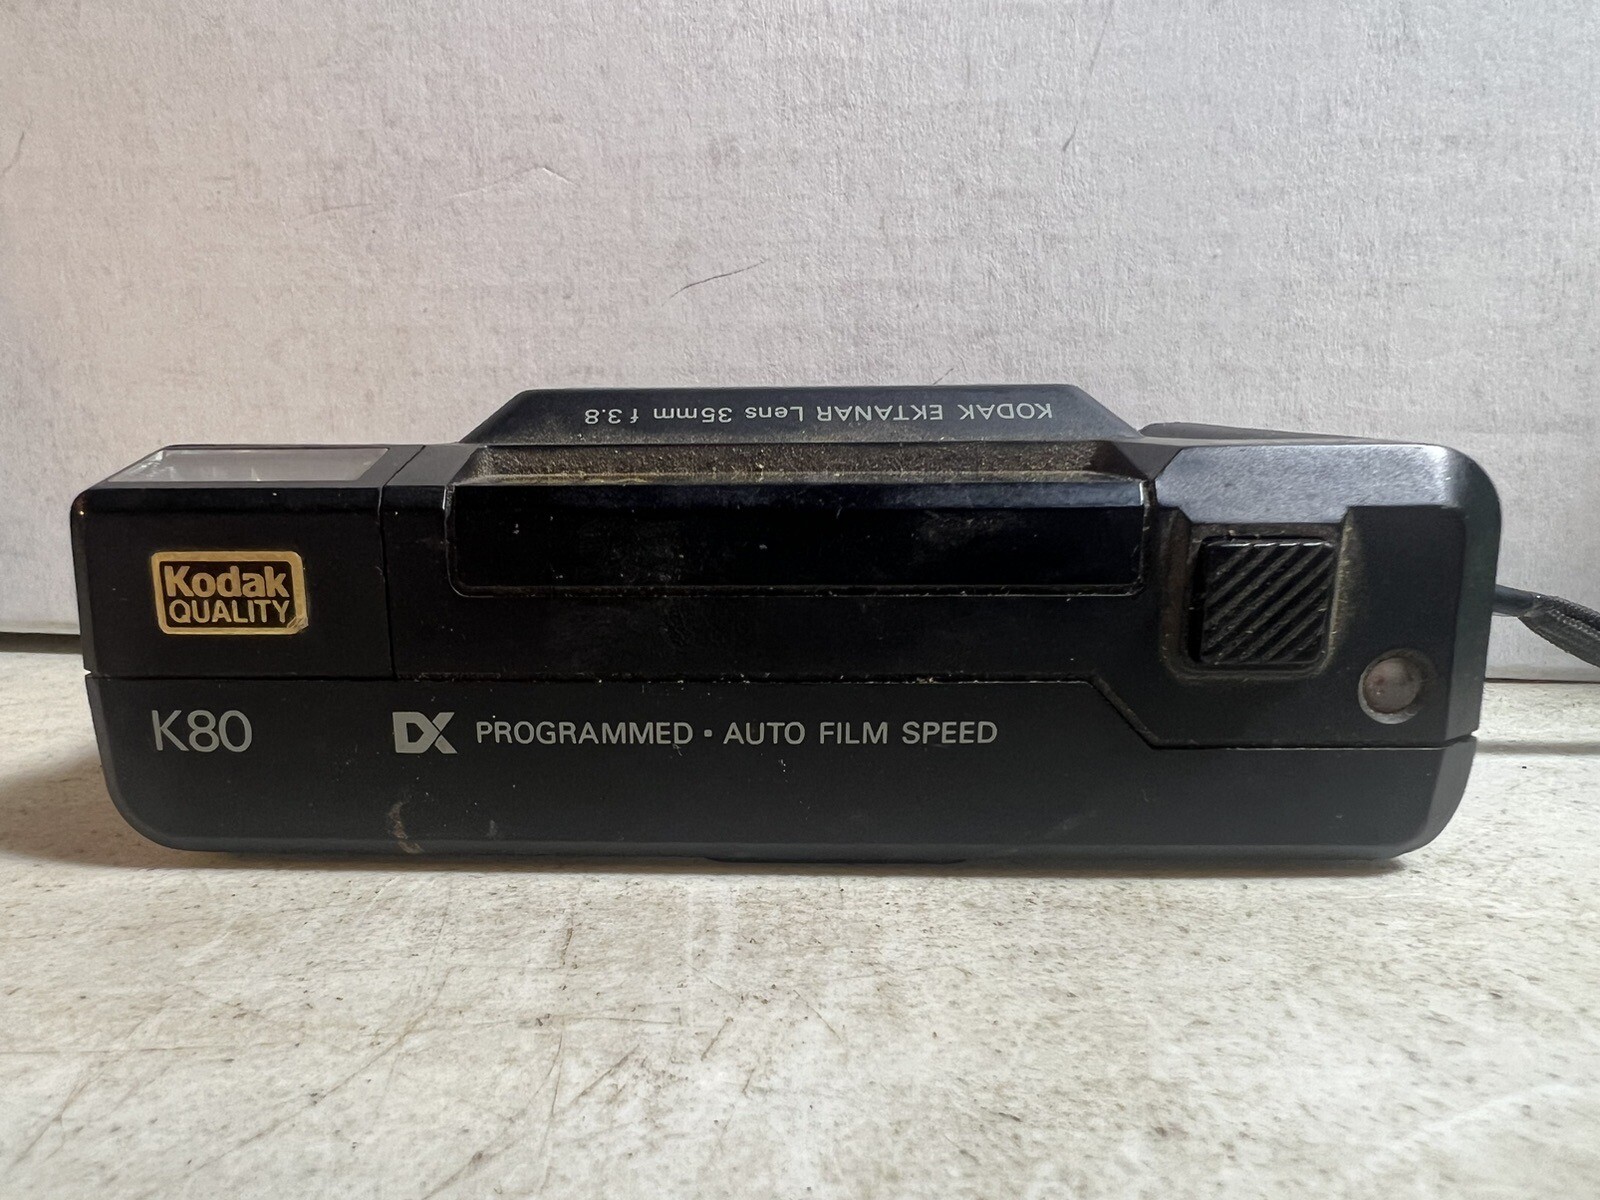 KODAK EKTANAR Lens 35mm f 3.8
Kodak
QUALITY
K80
DX PROGRAMMED · AUTO FILM SPEED